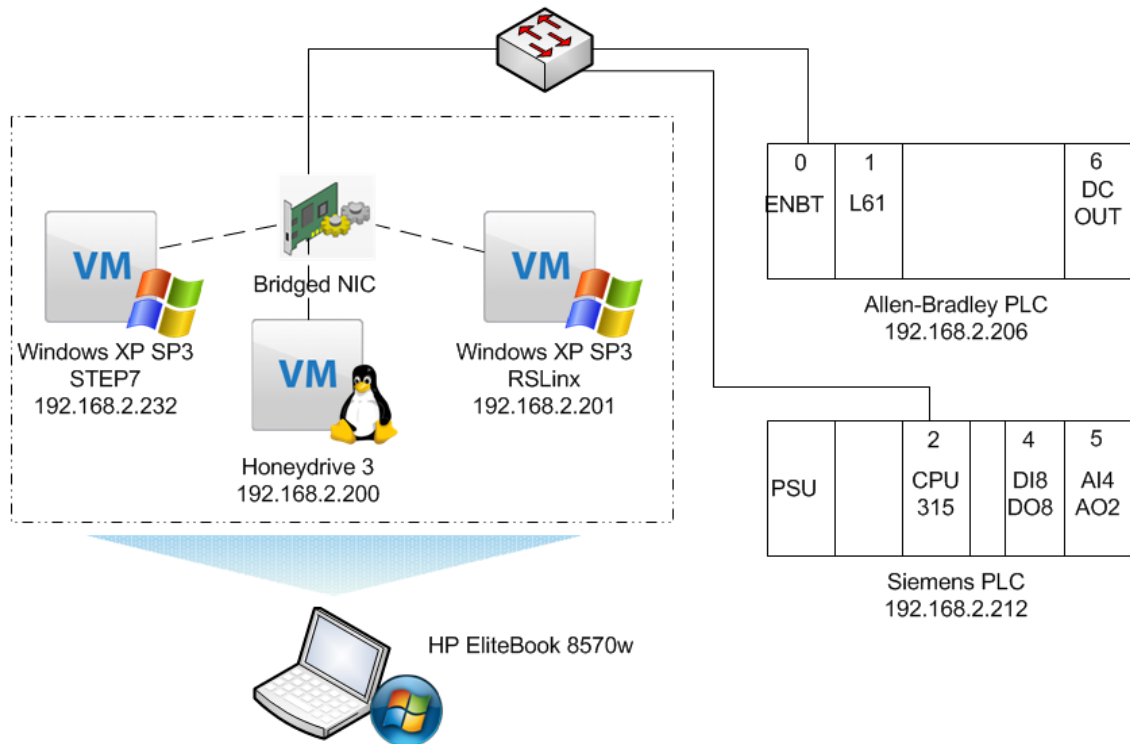 0
1
6
ENBT
L61
DC
OUT
Allen-Bradley PLC
192.168.2.206
VM
VM
Bridged NIC
Windows XP SP3
STEP7
192.168.2.232
VM
Windows XP SP3
RSLinx
192.168.2.201
Honeydrive 3
192.168.2.200
PSU
2
CPU
315
4
DI8
DO8
5
AI4
AO2
Siemens PLC
192.168.2.212
HP EliteBook 8570w